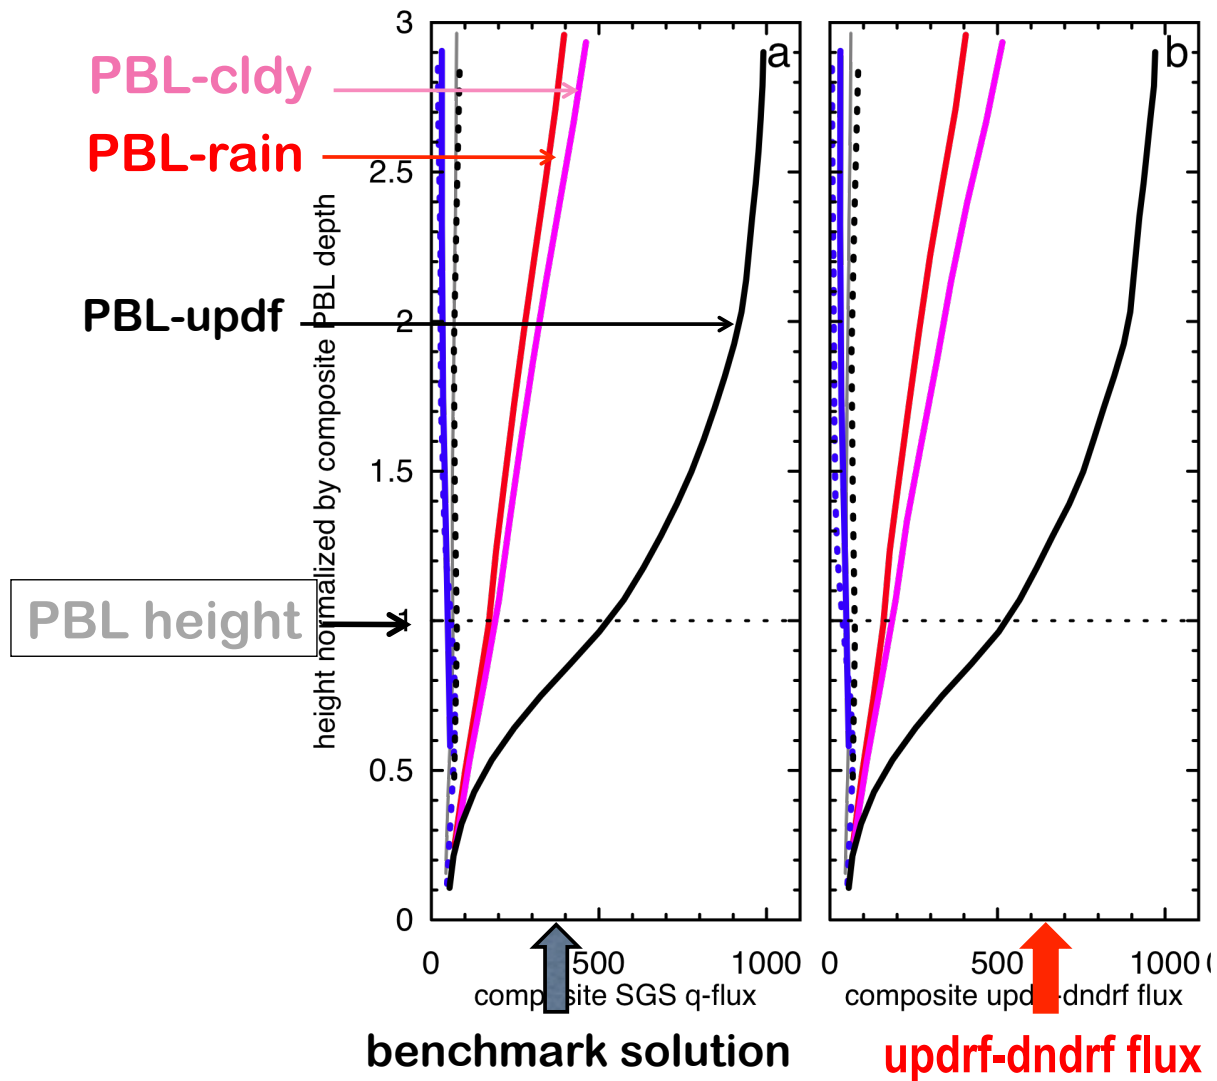 PBL-cldy
PBL-rain
PBL-updf
PBL height
height normalized by composite PBL depth
3
2.5
2
1.5
1
0.5
0
a
b
0 500 1000
0 500 1000
composite SGS q-flux
composite updrf-dndrf flux
benchmark solution
updrf-dndrf flux